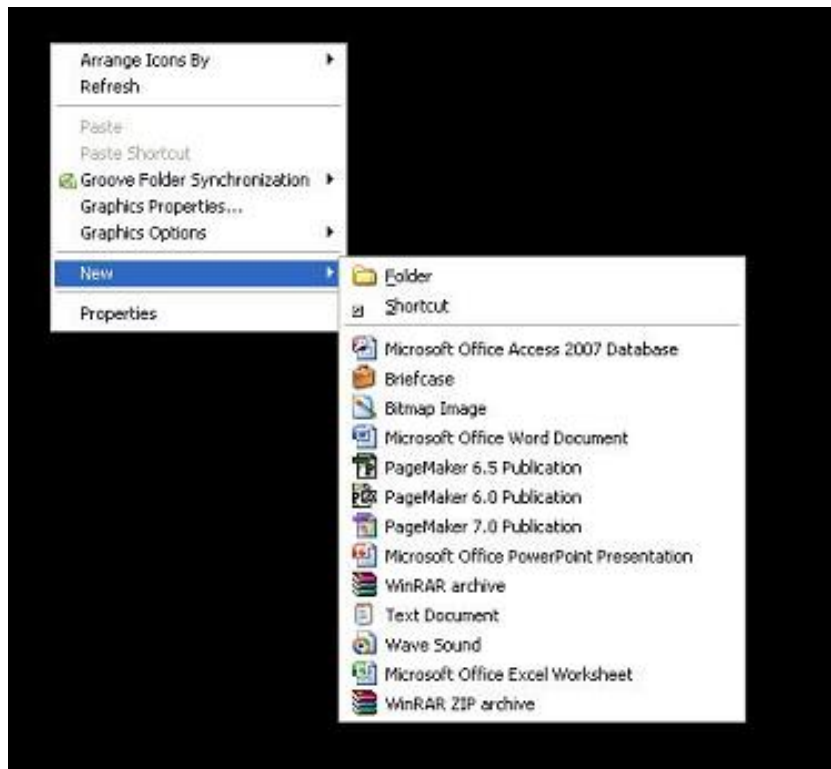 Arrange Icons By
Refresh
Paste
Paste Shortcut
Groove Folder Synchronization
Graphics Properties...
Graphics Options
New
Properties
Folder
Shortcut
Microsoft Office Access 2007 Database
Briefcase
Bitmap Image
Microsoft Office Word Document
PageMaker 6.5 Publication
PageMaker 6.0 Publication
PageMaker 7.0 Publication
Microsoft Office PowerPoint Presentation
WinRAR archive
Text Document
Wave Sound
Microsoft Office Excel Worksheet
WinRAR ZIP archive